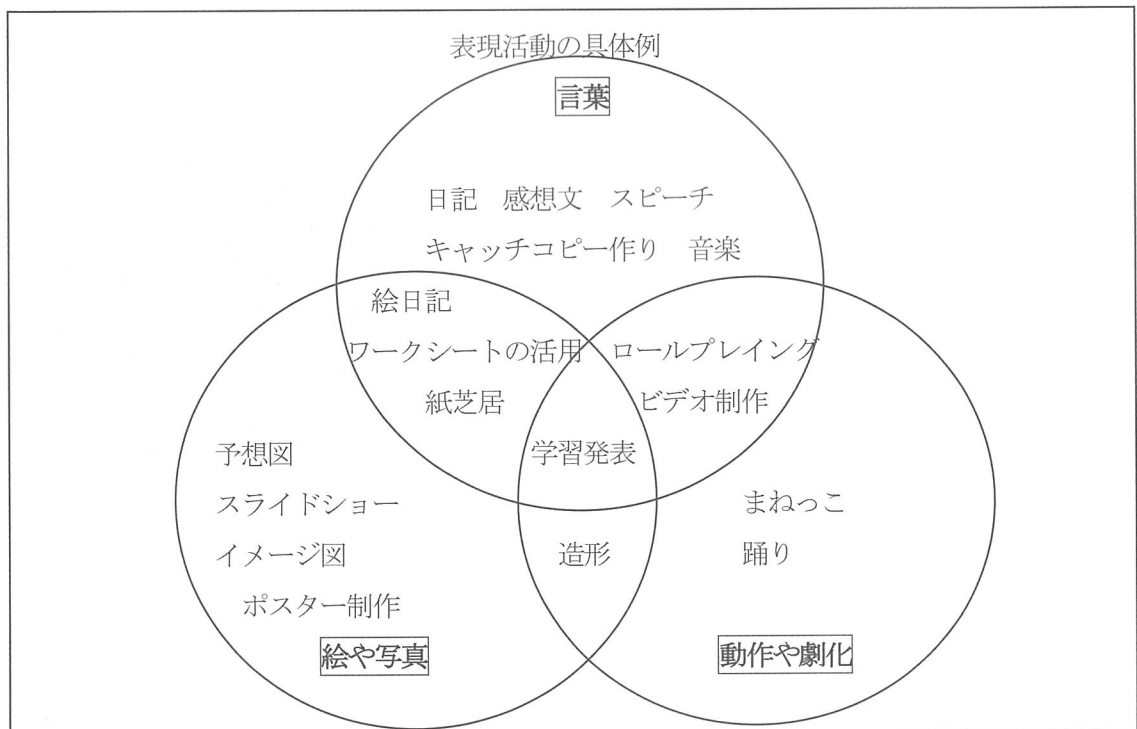 表現活動の具体例
言葉
日記 感想文 スピーチ
キャッチコピー作り 音楽
絵日記
ワークシートの活用 ロールプレイング
紙芝居 ビデオ制作
予想図 学習発表
スライドショー まねっこ
イメージ図 造形 踊り
ポスター制作
絵や写真 動作や劇化